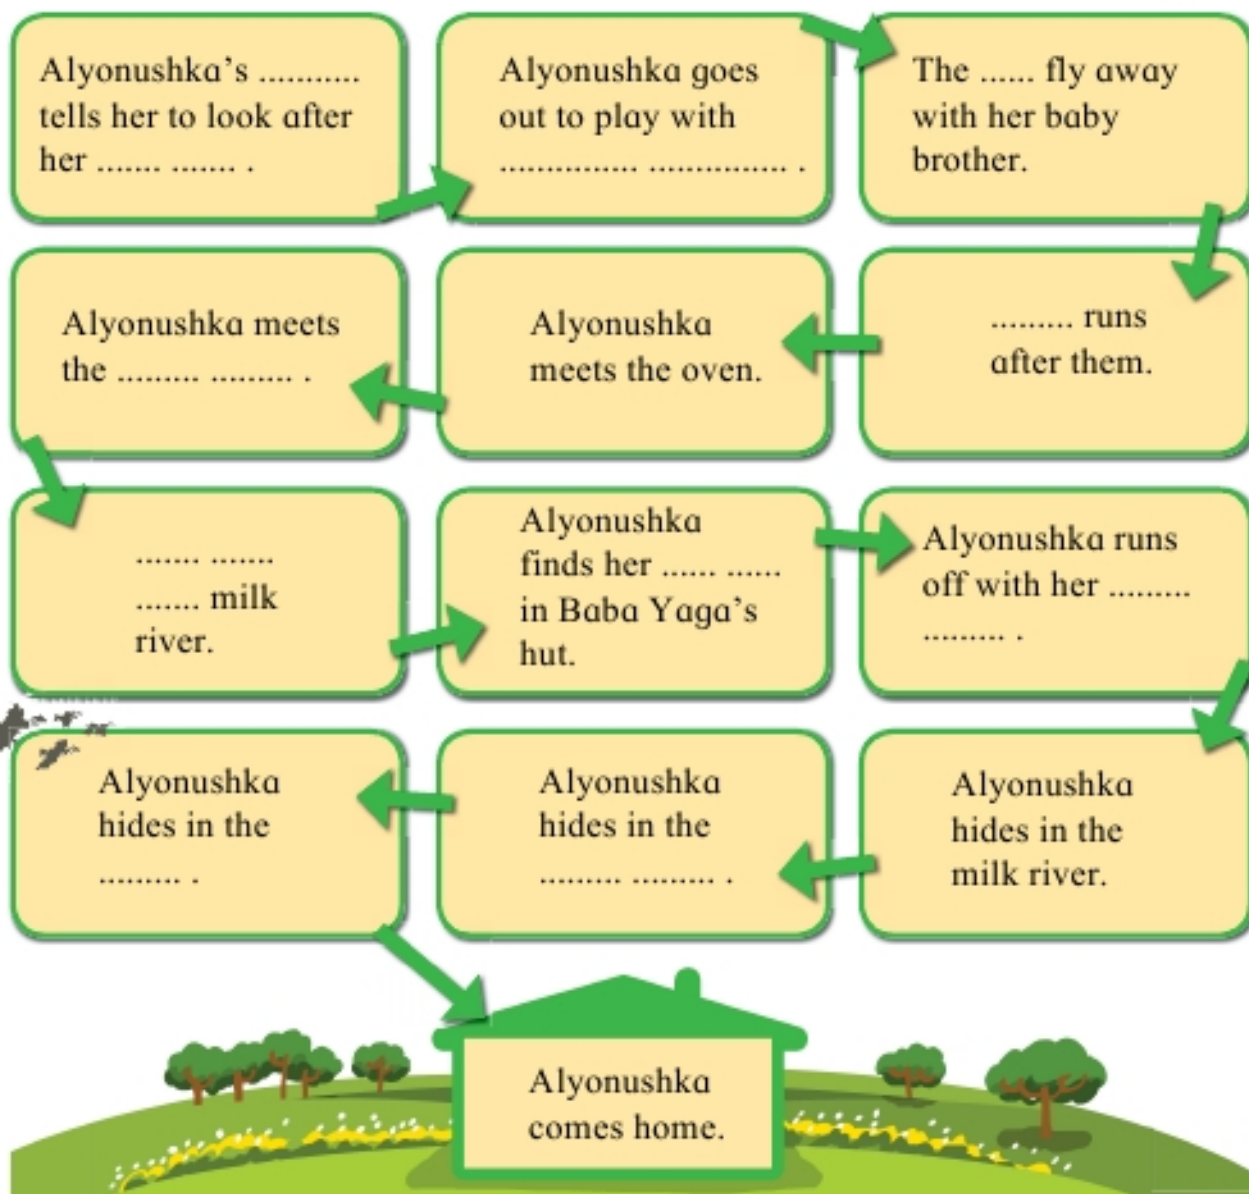 Alyonushka's ...........
tells her to look after
her ....... ....... .
Alyonushka goes
out to play with
............... ............... .
The ...... fly away
with her baby
brother.
......... runs
after them.
Alyonushka
meets the oven.
Alyonushka meets
the ......... ......... .
....... .......
....... milk
river.
Alyonushka
finds her ...... ......
in Baba Yaga's
hut.
Alyonushka runs
off with her .........
......... .
Alyonushka
hides in the
milk river.
Alyonushka
hides in the
......... ......... .
Alyonushka
hides in the
......... .
Alyonushka
comes home.